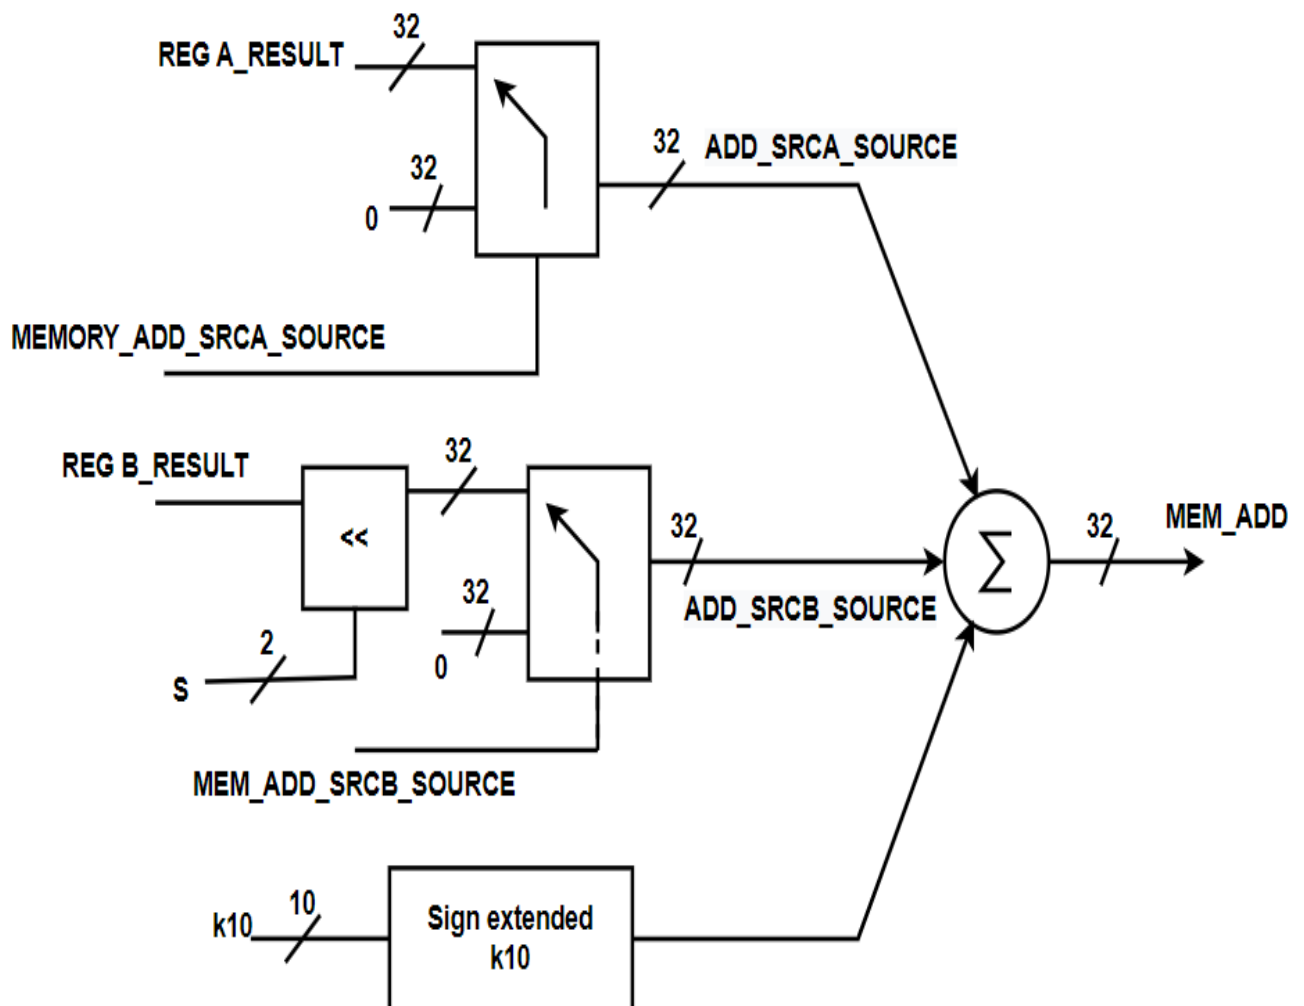 32
REG A_RESULT
32
0
32
ADD_SRCA_SOURCE
MEMORY_ADD_SRCA_SOURCE
REG B_RESULT
<<
32
2
S
32
0
32
ADD_SRCB_SOURCE
MEM_ADD_SRCB_SOURCE
Σ
32
MEM_ADD
k10
10
Sign extended
k10